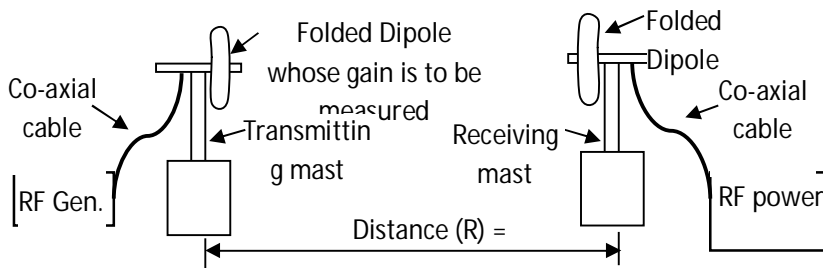 Folded Dipole
whose gain is to be
measured
Co-axial
cable
Transmittin
g mast
RF Gen.
Folded
Dipole
Co-axial
cable
Receiving
mast
RF power
Distance (R) =